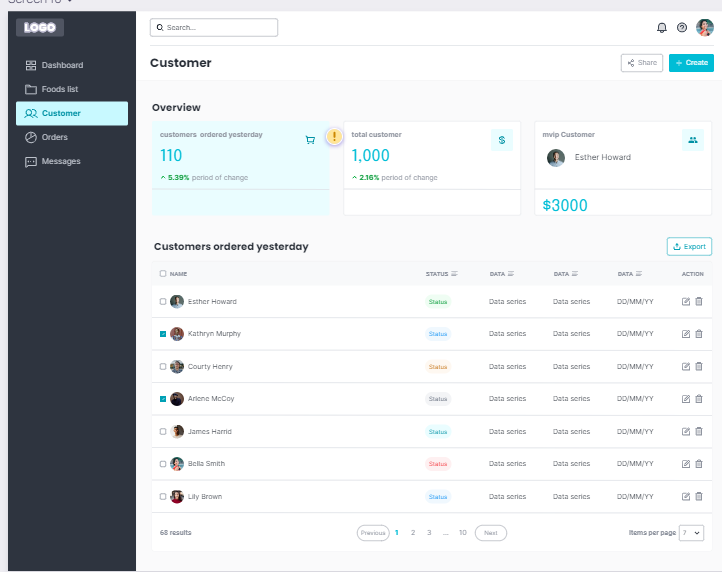 Screen 10
LOGO
Search...
Dashboard
Foods list
Customer
Orders
Messages
Customer
Share
+ Create
Overview
customers ordered yesterday
110
5.39% period of change
!
total customer
1,000
$
2.16% period of change
mvip Customer
Esther Howard
$3000
Customers ordered yesterday
Export
NAME STATUS DATA DATA DATA ACTION
Esther Howard Status Data series Data series DD/MM/YY
Kathryn Murphy Status Data series Data series DD/MM/YY
Courty Henry Status Data series Data series DD/MM/YY
Arlene McCoy Status Data series Data series DD/MM/YY
James Harrid Status Data series Data series DD/MM/YY
Bella Smith Status Data series Data series DD/MM/YY
Lily Brown Status Data series Data series DD/MM/YY
68 results Previous 1 2 3 ... 10 Next Items per page 7